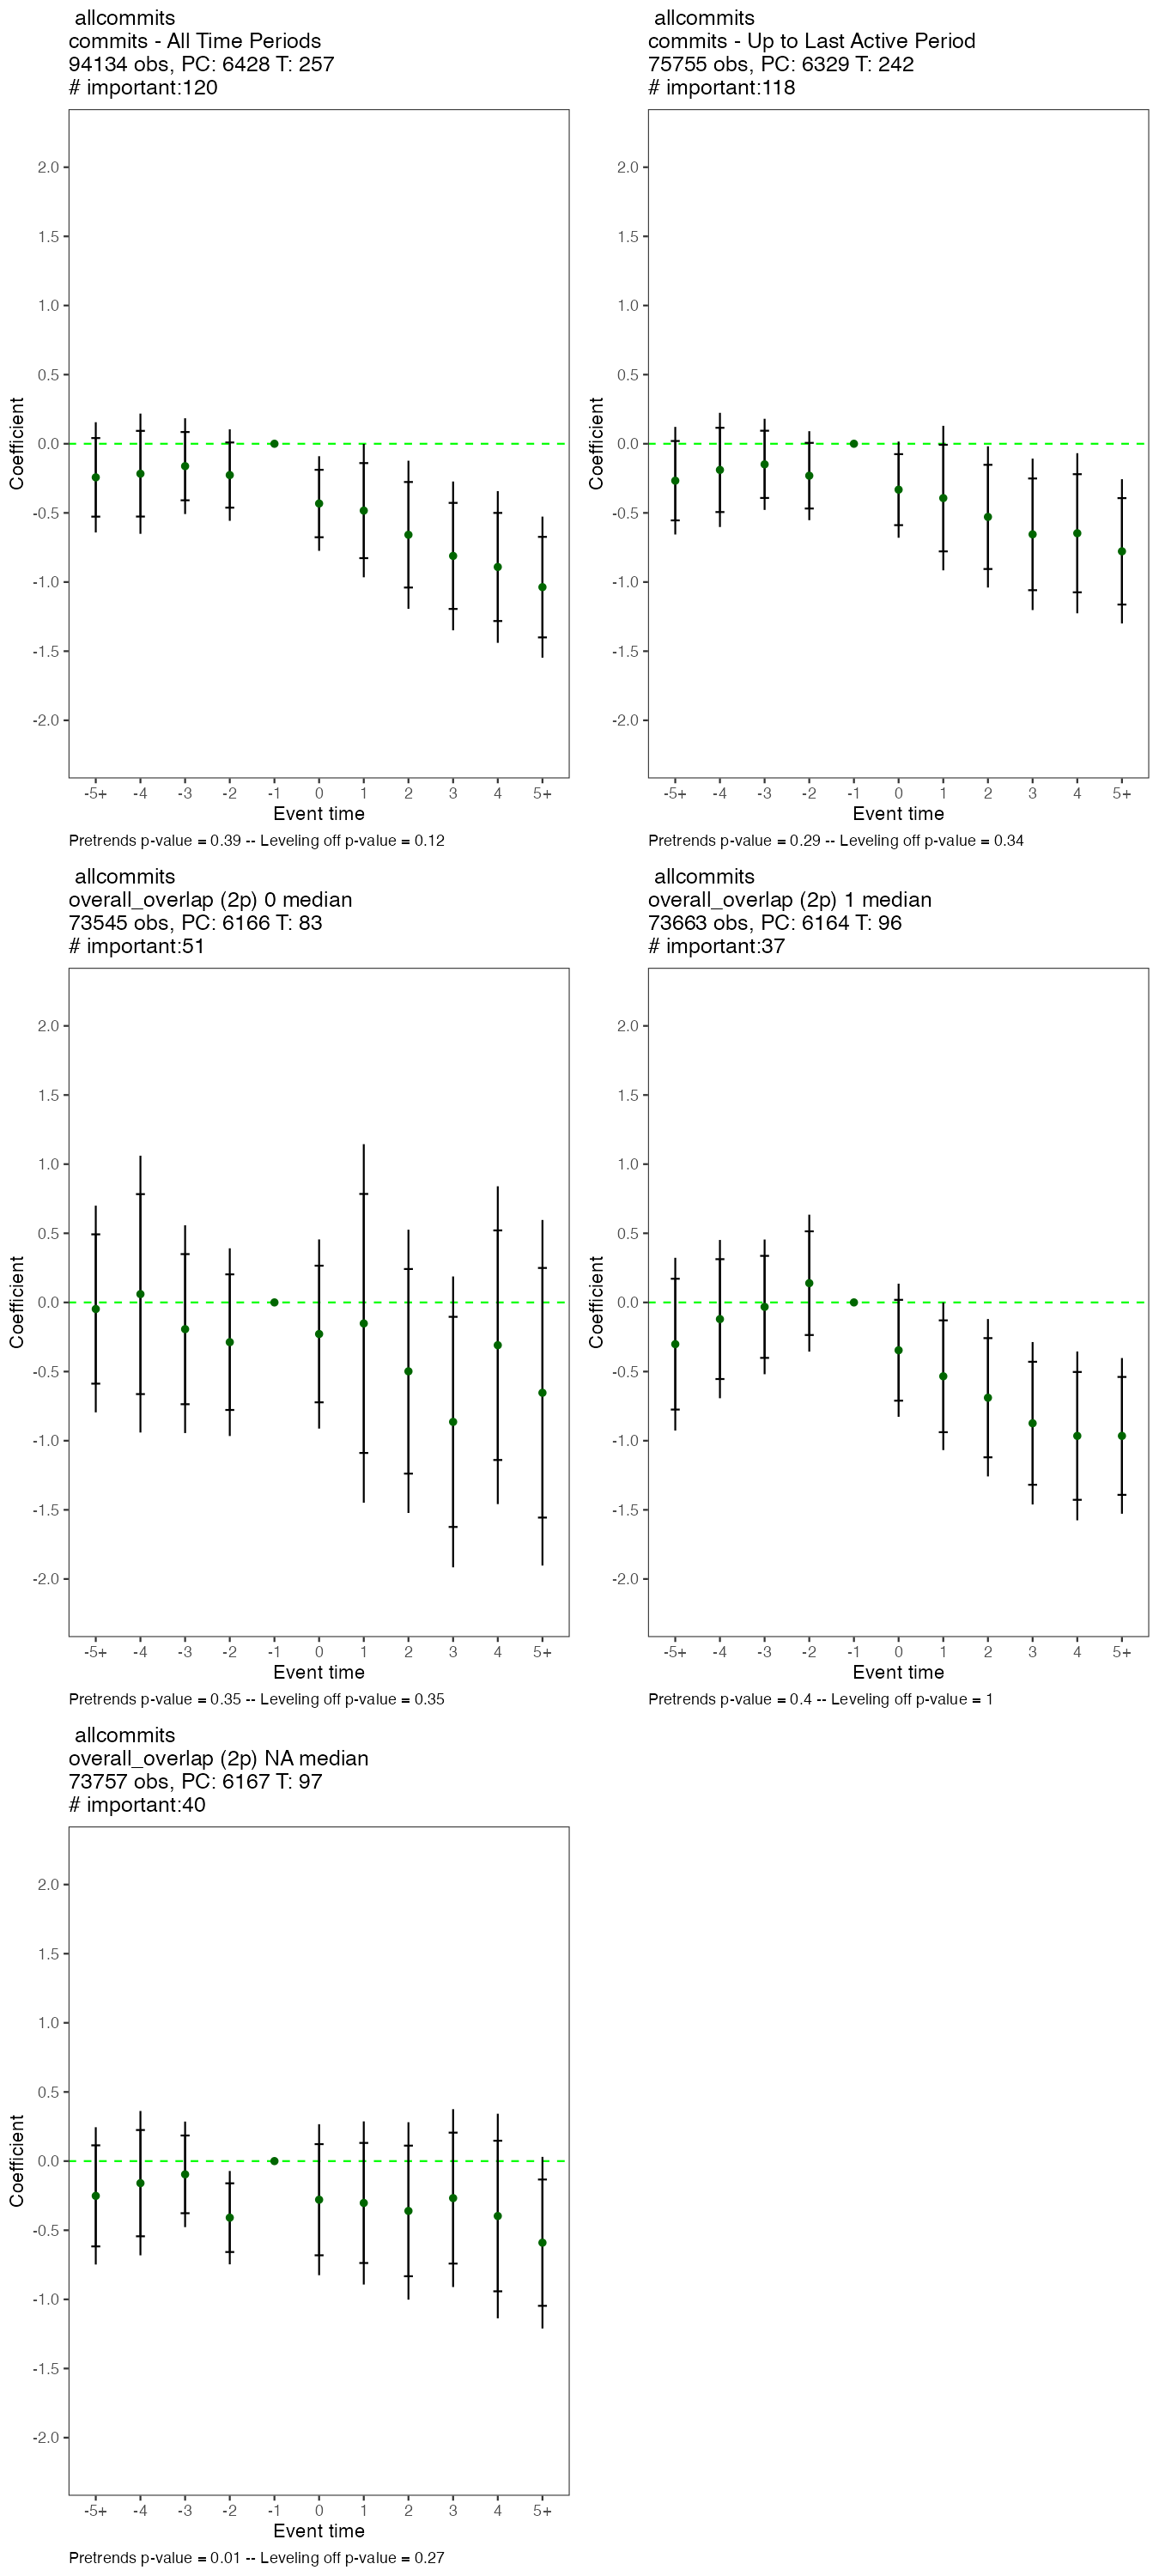 allcommits
commits - All Time Periods
94134 obs, PC: 6428 T: 257
# important:120
2.0
1.5
1.0
0.5
0.0
-0.5
-1.0
-1.5
-2.0
Coefficient
-5+ -4 -3 -2 -1 0 1 2 3 4 5+
Event time
Pretrends p-value = 0.39 -- Leveling off p-value = 0.12
allcommits
commits - Up to Last Active Period
75755 obs, PC: 6329 T: 242
# important:118
2.0
1.5
1.0
0.5
0.0
-0.5
-1.0
-1.5
-2.0
Coefficient
-5+ -4 -3 -2 -1 0 1 2 3 4 5+
Event time
Pretrends p-value = 0.29 -- Leveling off p-value = 0.34
allcommits
overall_overlap (2p) 0 median
73545 obs, PC: 6166 T: 83
# important:51
2.0
1.5
1.0
0.5
0.0
-0.5
-1.0
-1.5
-2.0
Coefficient
-5+ -4 -3 -2 -1 0 1 2 3 4 5+
Event time
Pretrends p-value = 0.35 -- Leveling off p-value = 0.35
allcommits
overall_overlap (2p) 1 median
73663 obs, PC: 6164 T: 96
# important:37
2.0
1.5
1.0
0.5
0.0
-0.5
-1.0
-1.5
-2.0
Coefficient
-5+ -4 -3 -2 -1 0 1 2 3 4 5+
Event time
Pretrends p-value = 0.4 -- Leveling off p-value = 1
allcommits
overall_overlap (2p) NA median
73757 obs, PC: 6167 T: 97
# important:40
2.0
1.5
1.0
0.5
0.0
-0.5
-1.0
-1.5
-2.0
Coefficient
-5+ -4 -3 -2 -1 0 1 2 3 4 5+
Event time
Pretrends p-value = 0.01 -- Leveling off p-value = 0.27